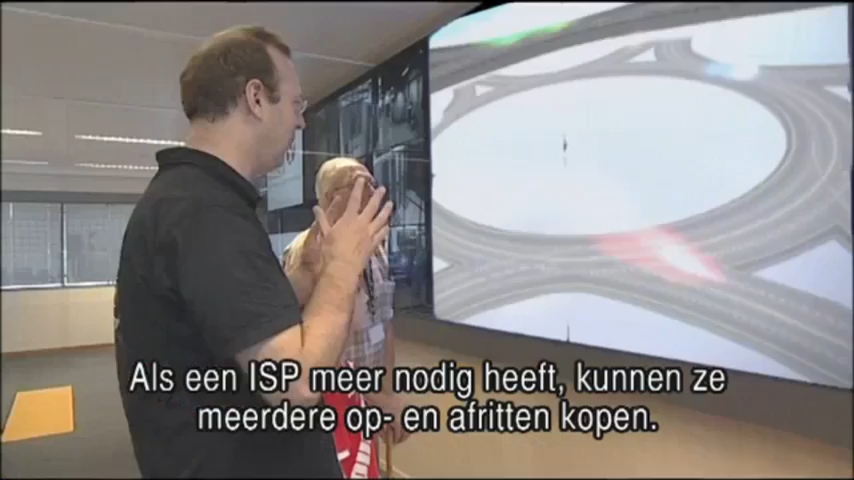 Als een ISP meer nodig heeft, kunnen ze
meerdere op- en afritten kopen.